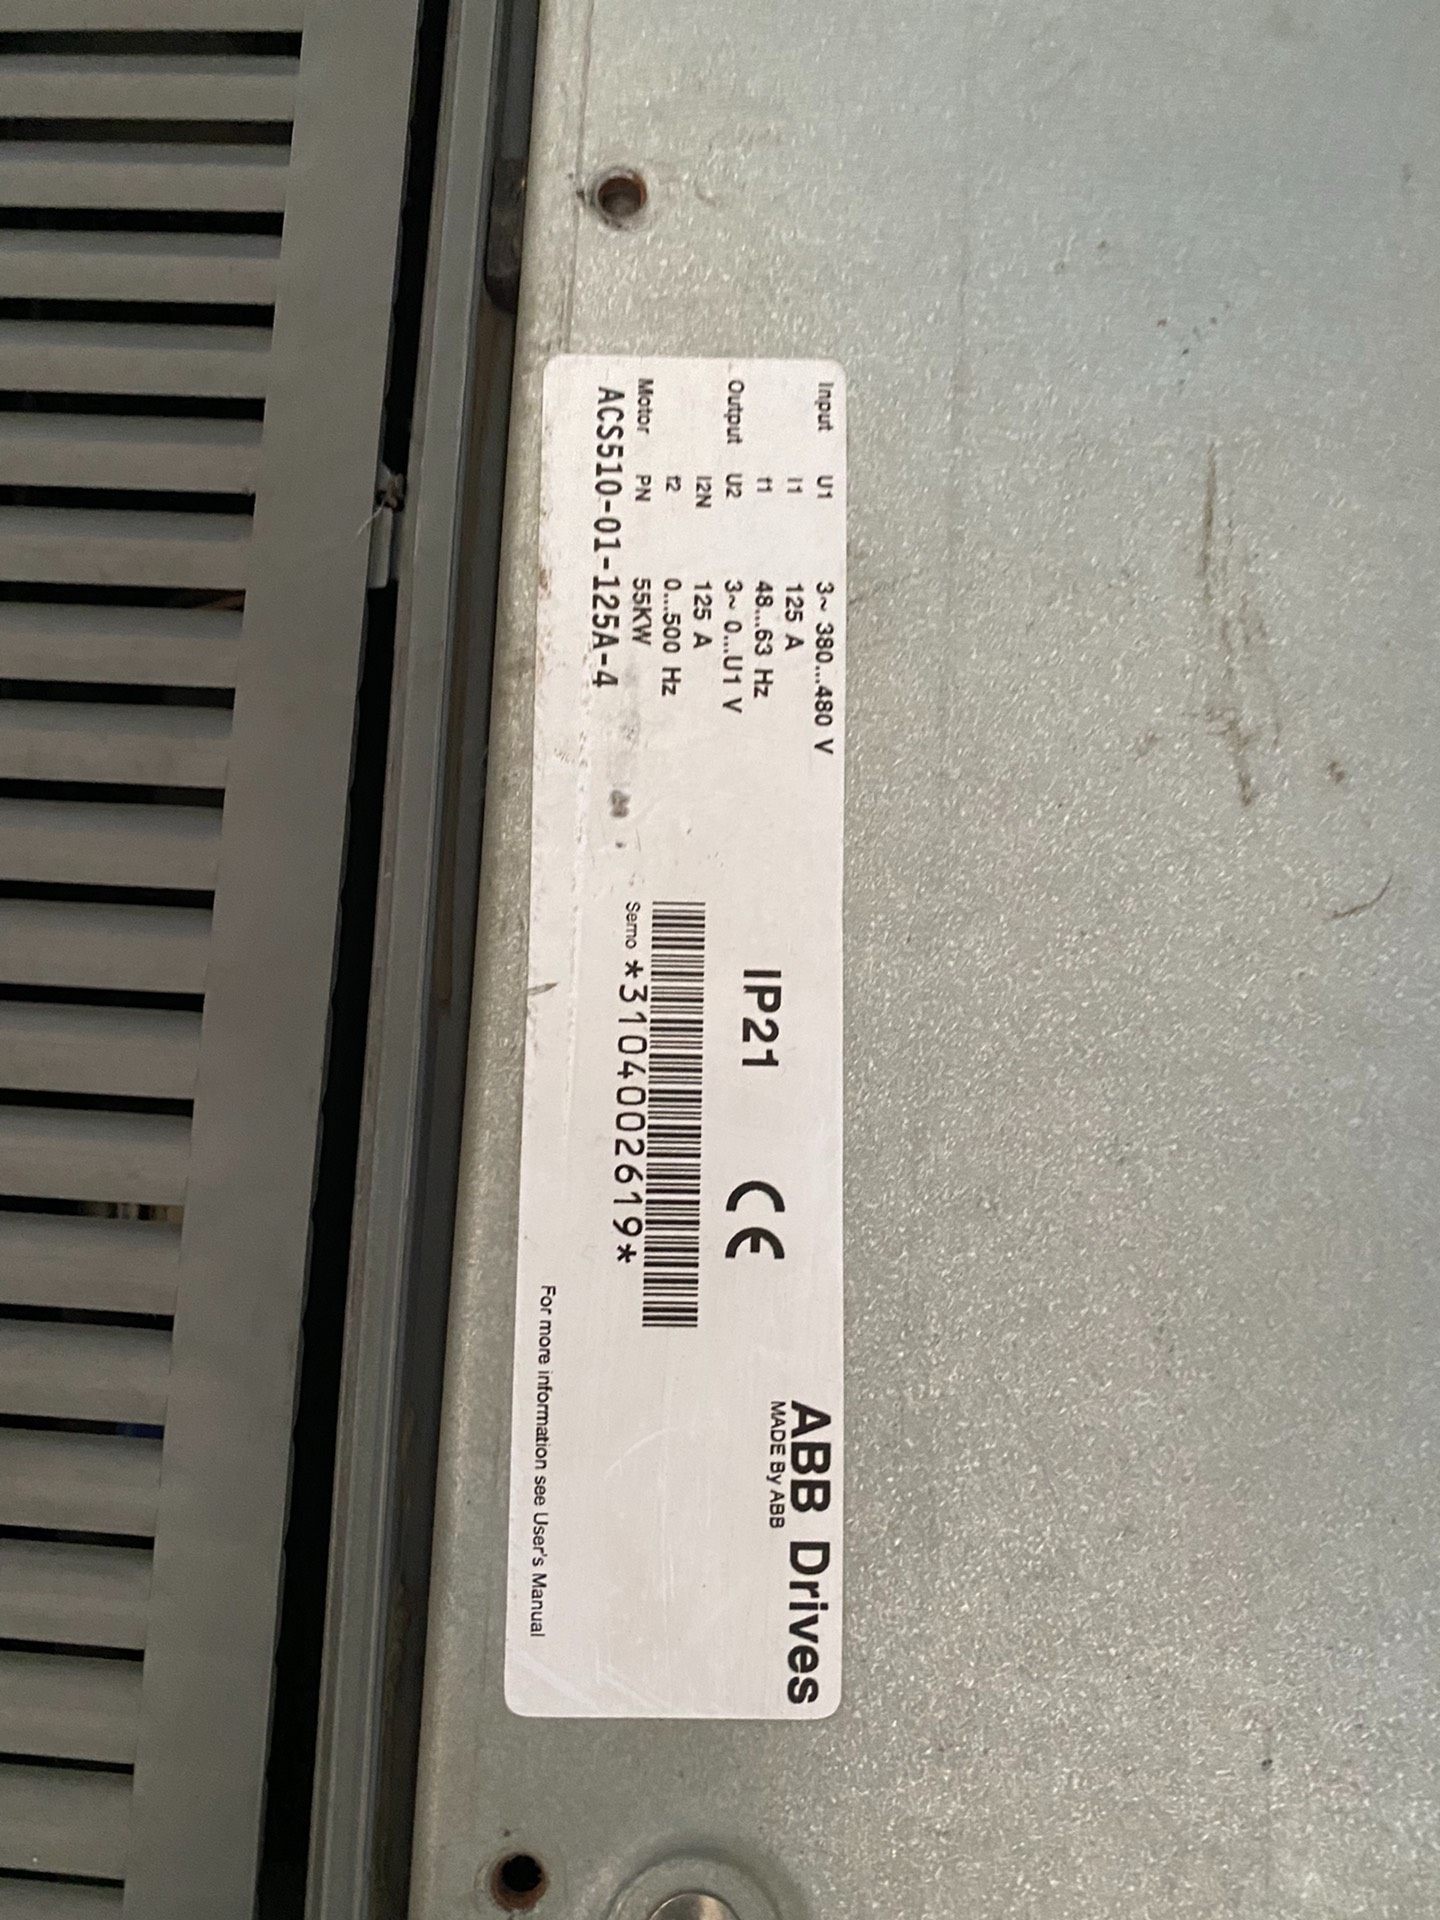 Input U1 3~ 380...480 V
I1 125 A
f1 48...63 Hz
Output U2 3~ 0...U1 V
I2N 125 A
f2 0...500 Hz
Motor PN 55KW
ACS510-01-125A-4
IP21
CE
Serno *3104002619*
ABB Drives
MADE By ABB
For more information see User's Manual